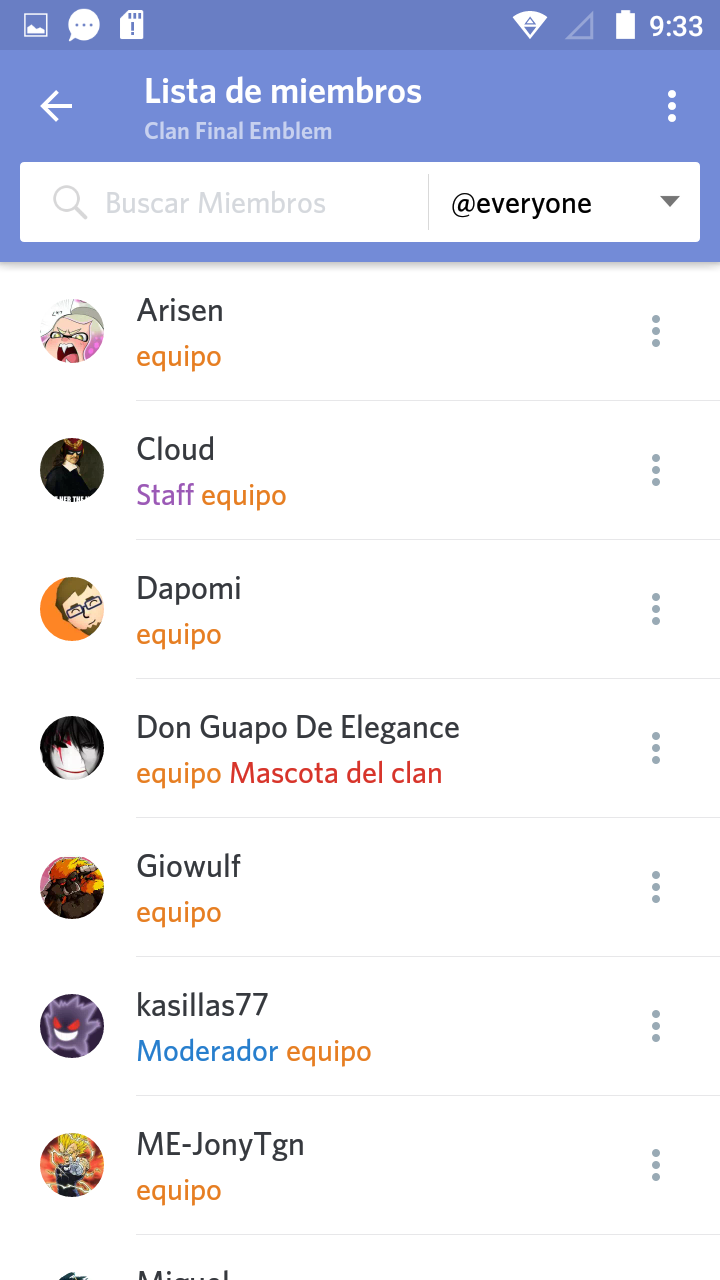 9:33
Lista de miembros
Clan Final Emblem
Buscar Miembros @everyone
Arisen
equipo
Cloud
Staff equipo
Dapomi
equipo
Don Guapo De Elegance
equipo Mascota del clan
Giowulf
equipo
kasillas77
Moderador equipo
ME-JonyTgn
equipo
Miguel